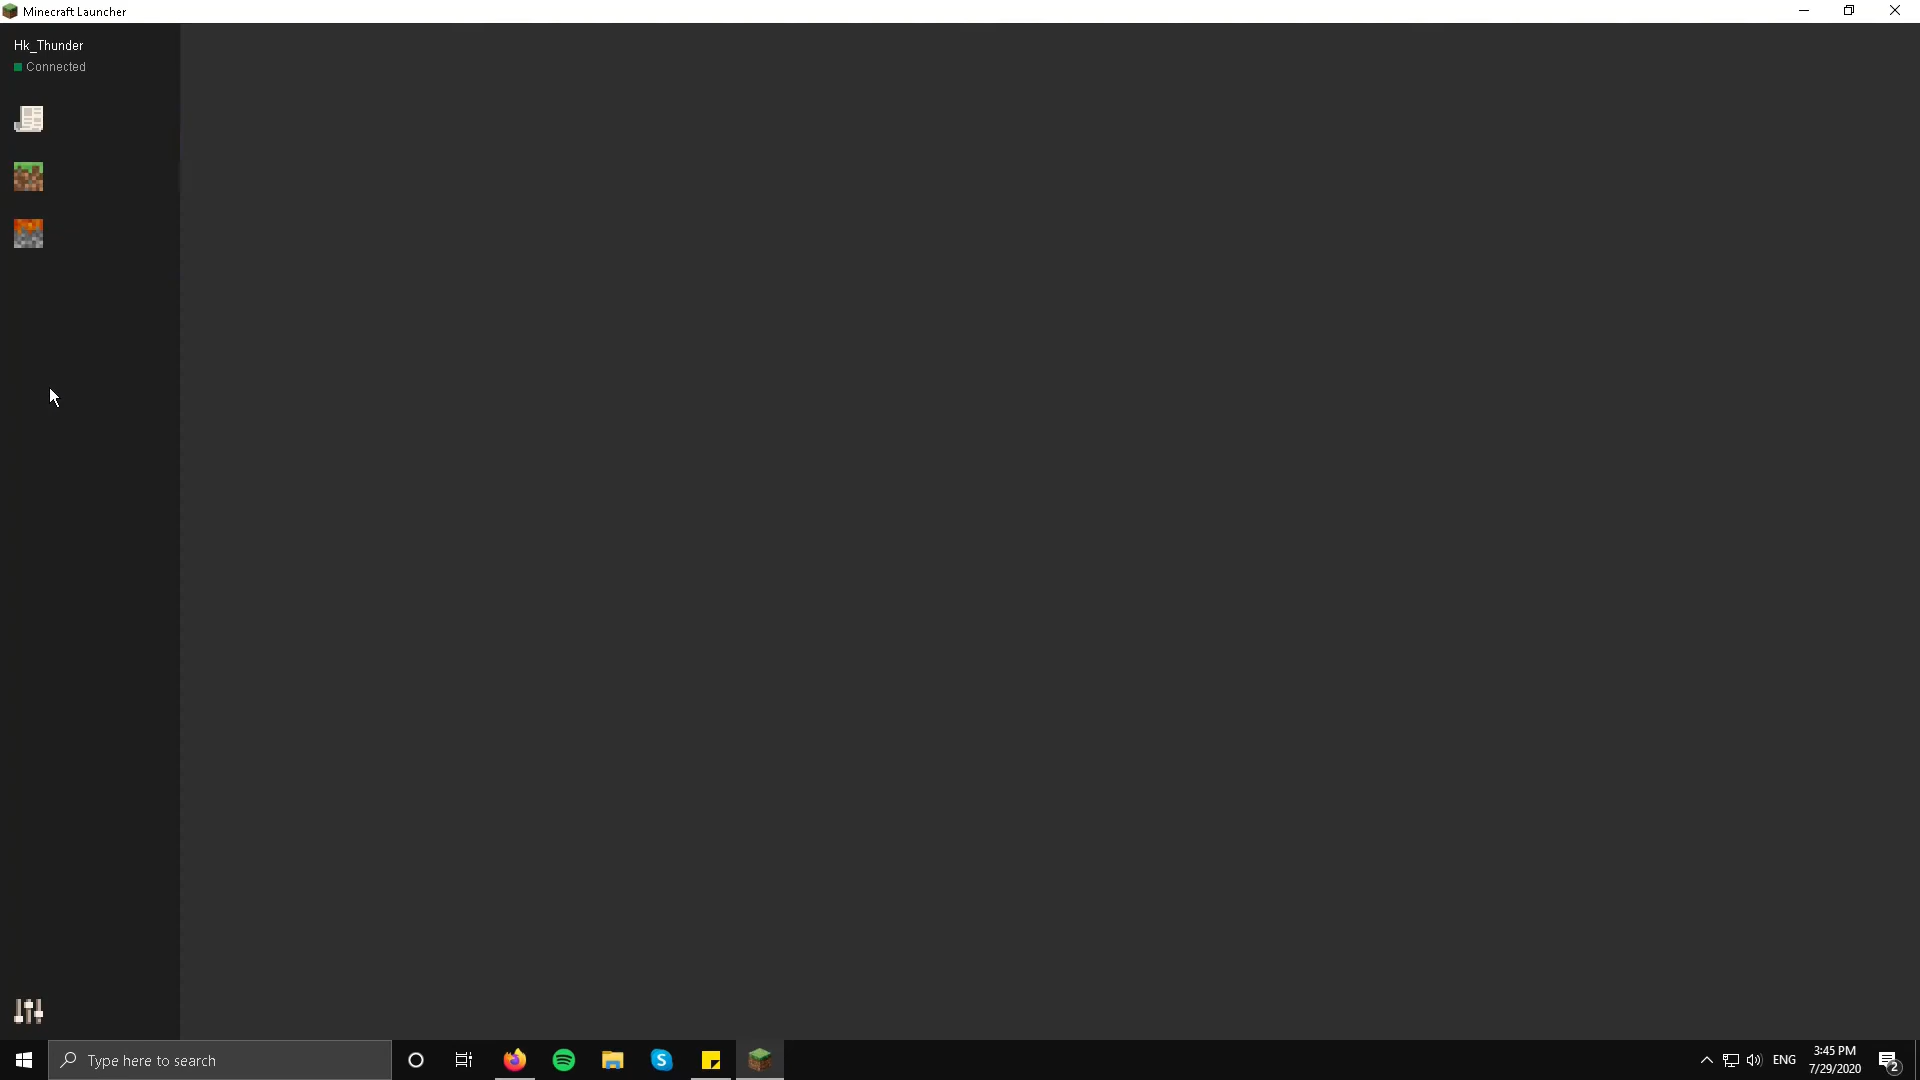 Minecraft Launcher
Hk_Thunder
Connected
Type here to search
S
ENG
3:45 PM
7/29/2020
2